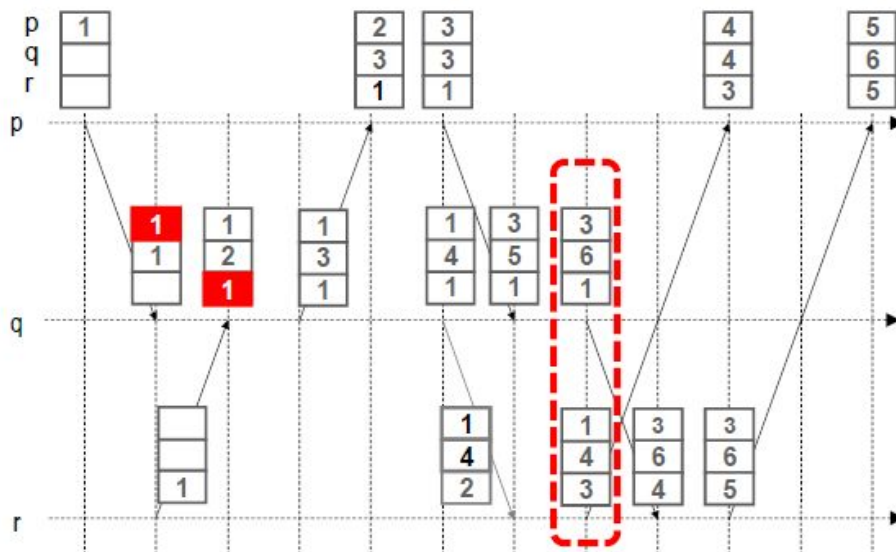 p 1 2 3 4 5
q 3 3 4 6
r 1 1 3 5
p
1 1 1 1 3 3
1 2 3 4 5 6
1 1 1 1 1
q
1 1 3 3
4 4 6 6
1 2 3 4 5
r